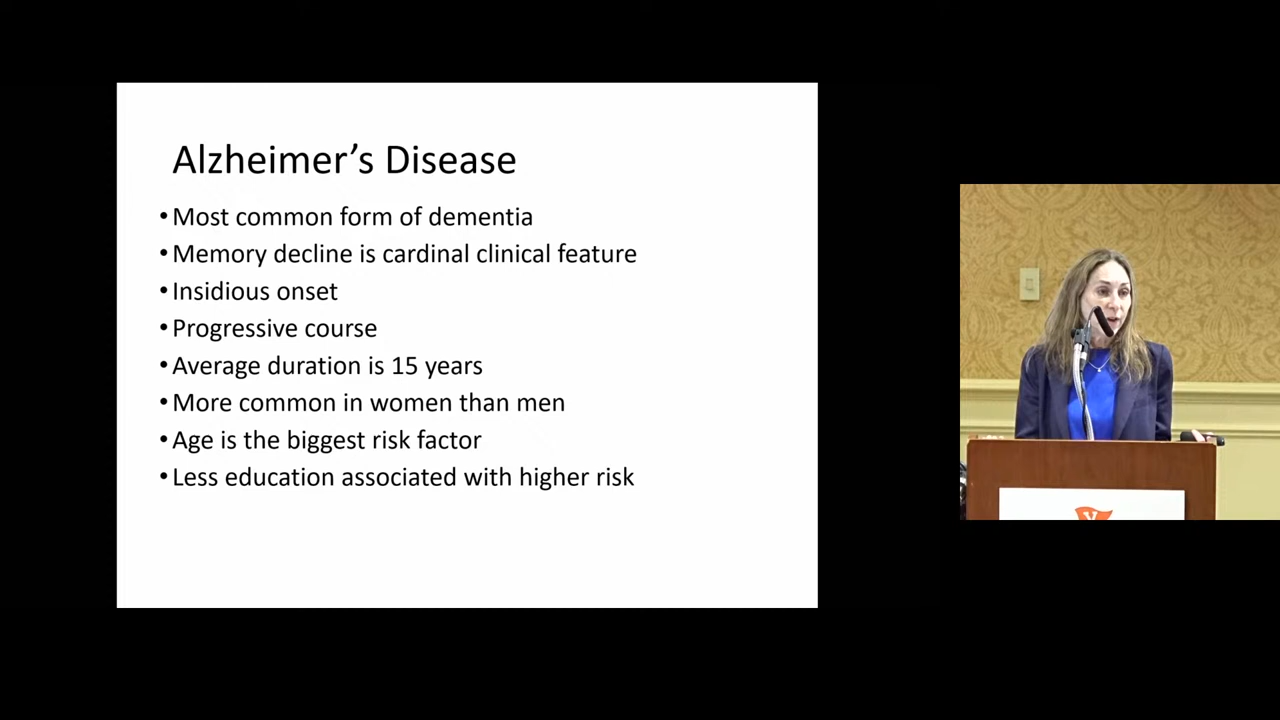 Alzheimer’s Disease
•Most common form of dementia
•Memory decline is cardinal clinical feature
•Insidious onset
•Progressive course
•Average duration is 15 years
•More common in women than men
•Age is the biggest risk factor
•Less education associated with higher risk
V